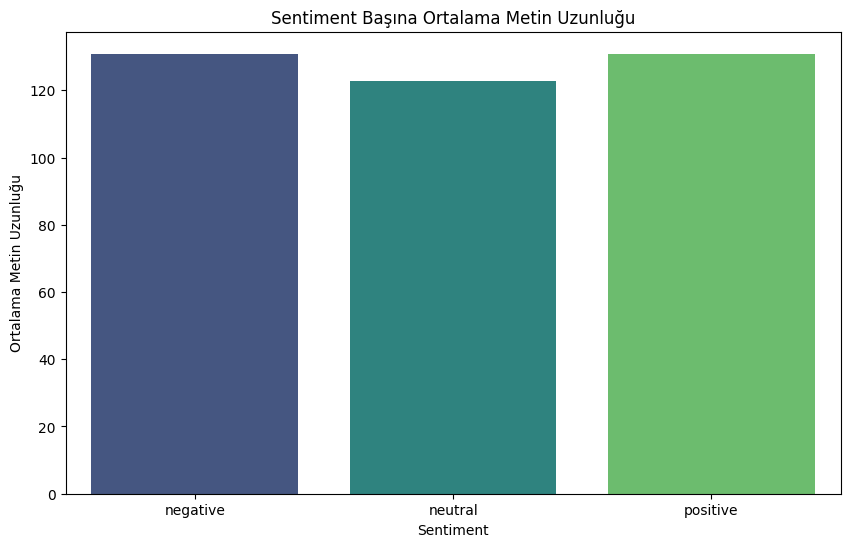 Sentiment Başına Ortalama Metin Uzunluğu
Ortalama Metin Uzunluğu
120
100
80
60
40
20
0
negative neutral positive
Sentiment